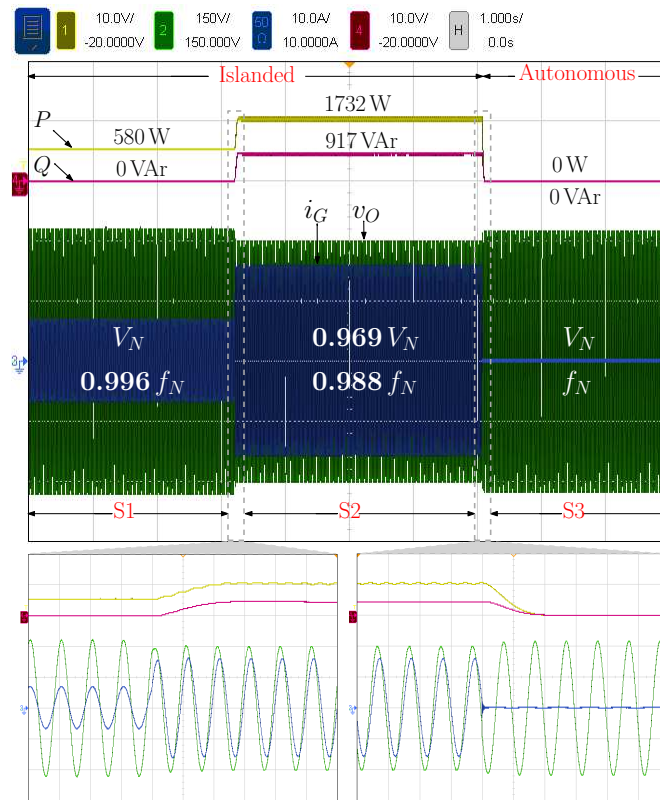 1 10.0V/ -20.0000V 2 150V/ 150.000V 50 Ω 10.0A/ 10.0000A 4 10.0V/ -20.0000V H 1.000s/ 0.0s
Islanded Autonomous
P 580 W 1732 W
Q 0 VAr 917 VAr 0 W
0 VAr
i_G v_O
V_N 0.969 V_N V_N
0.996 f_N 0.988 f_N f_N
S1 S2 S3